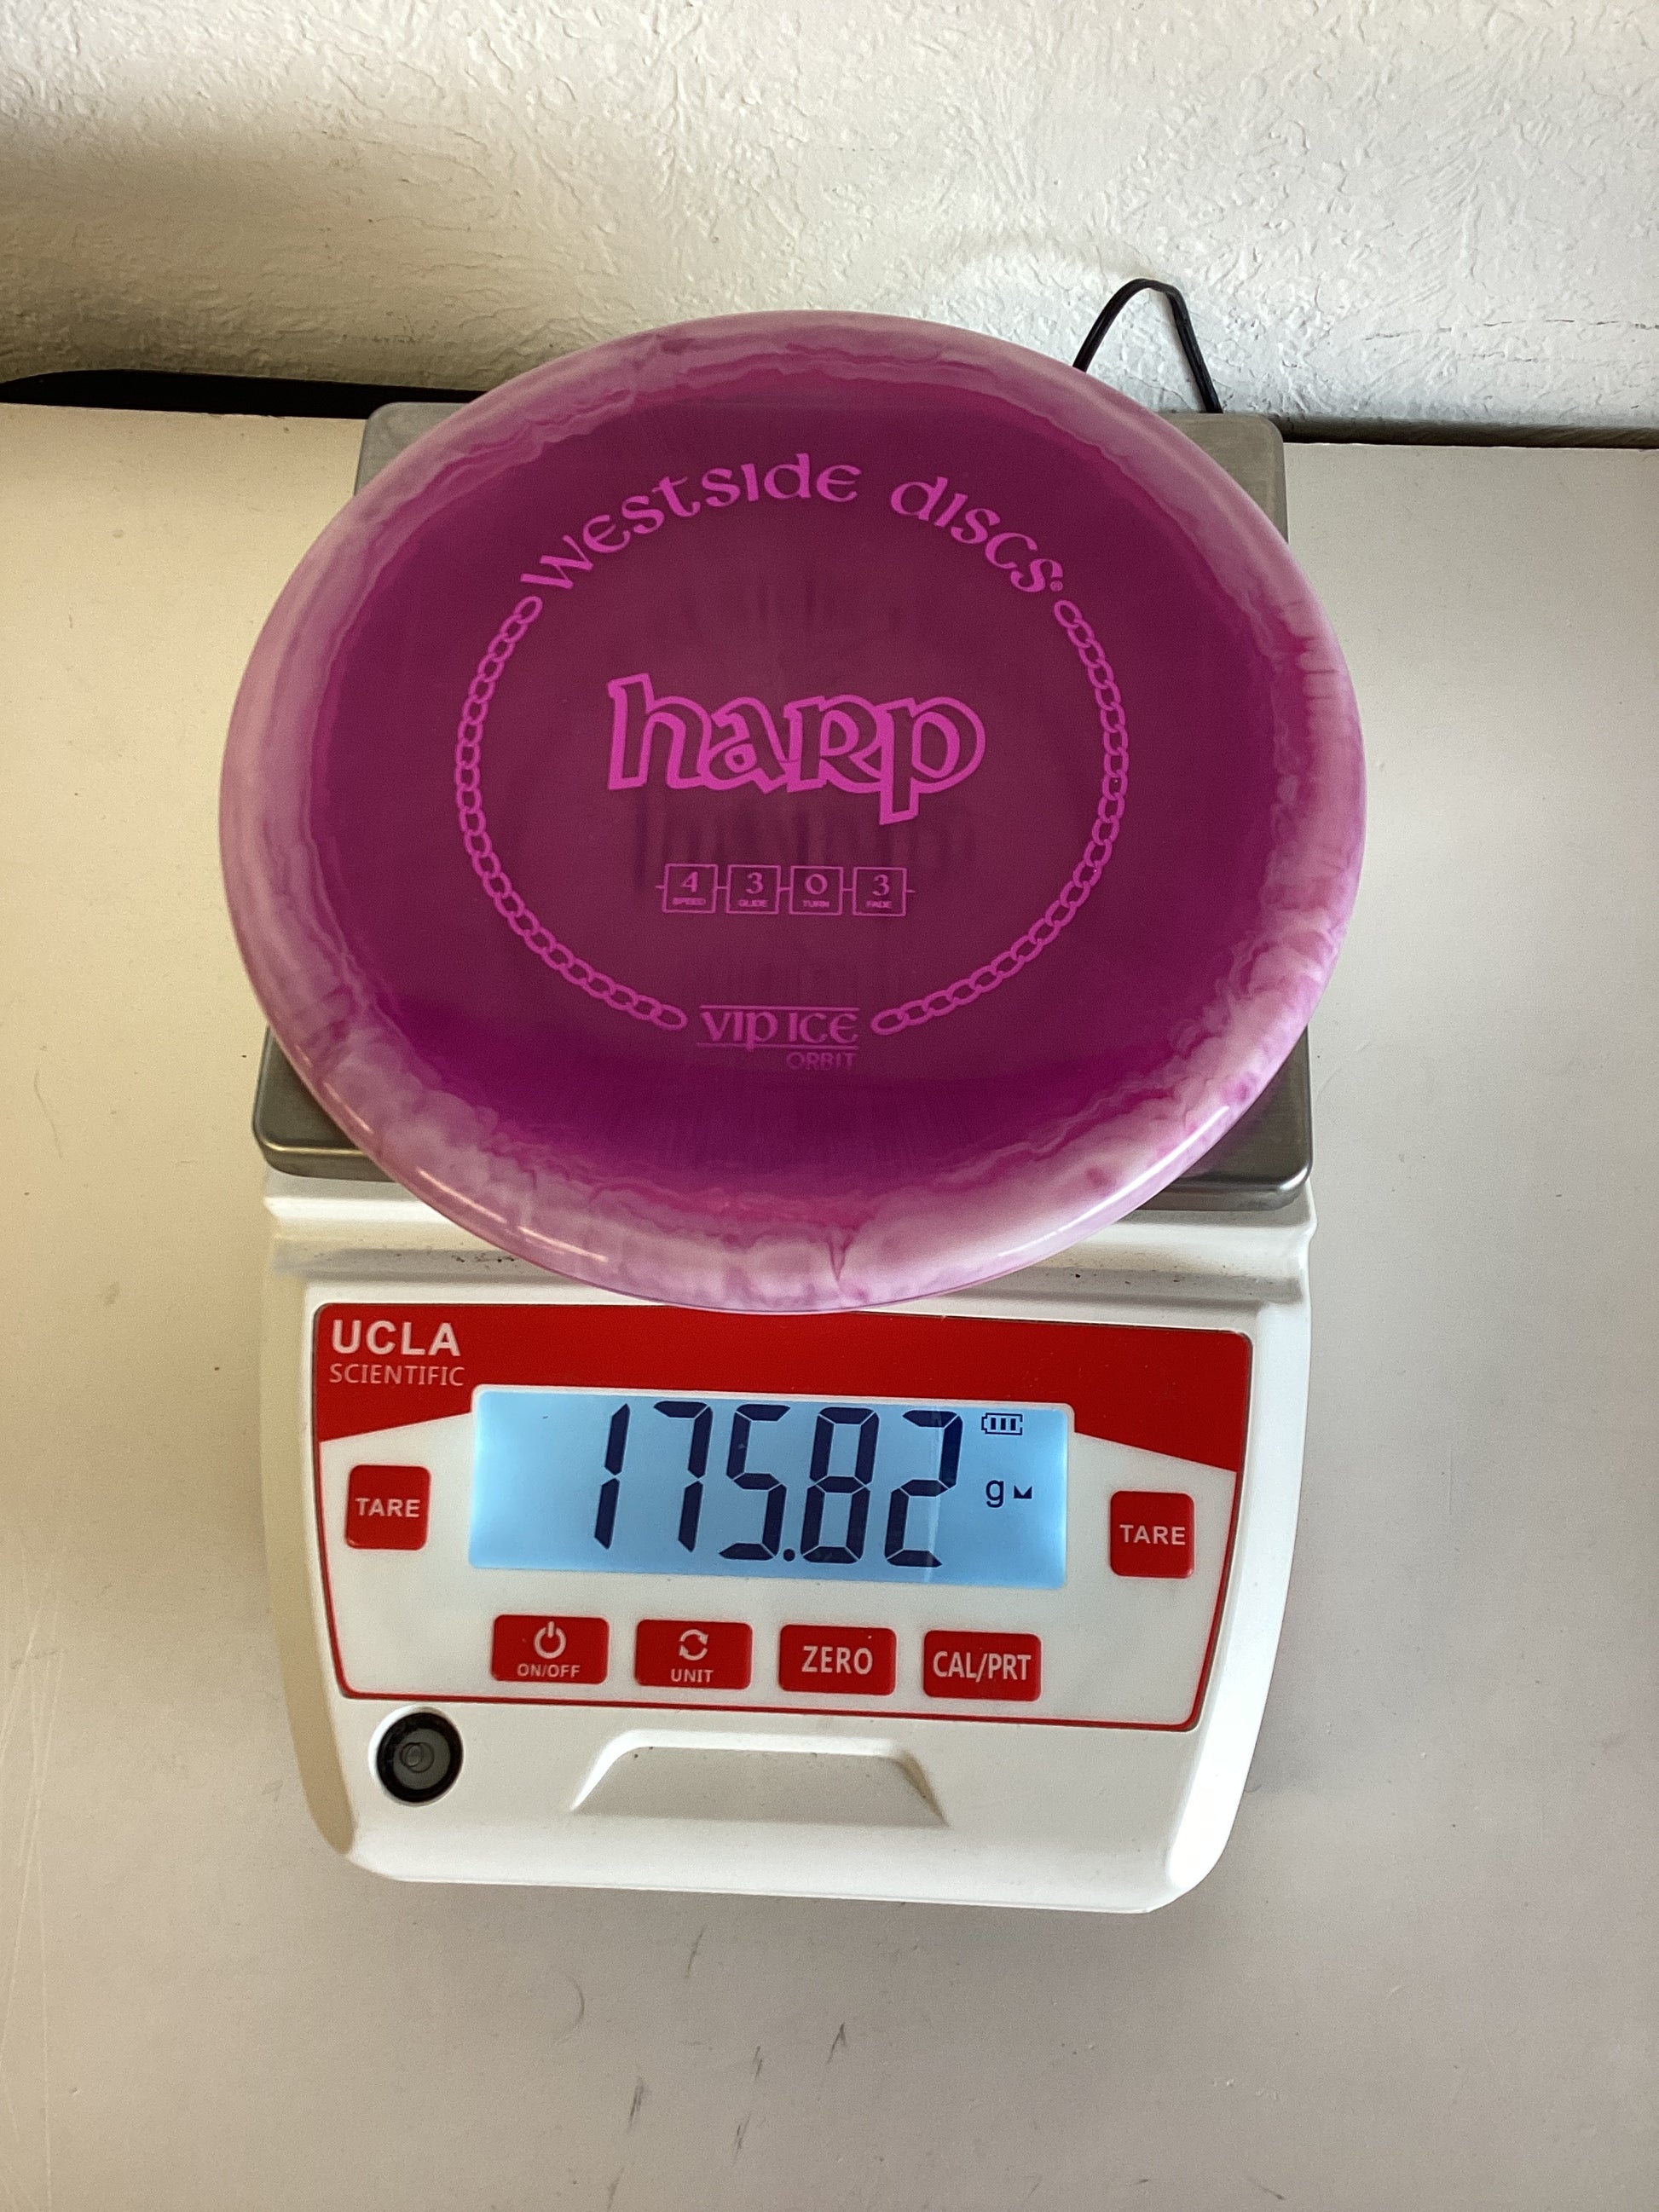 westside discs®
harp
4 3 0 3
SPEED GLIDE TURN FADE
VIP ICE
ORBIT
UCLA
SCIENTIFIC
175.82
g
TARE
TARE
ON/OFF
UNIT
ZERO
CAL/PRT